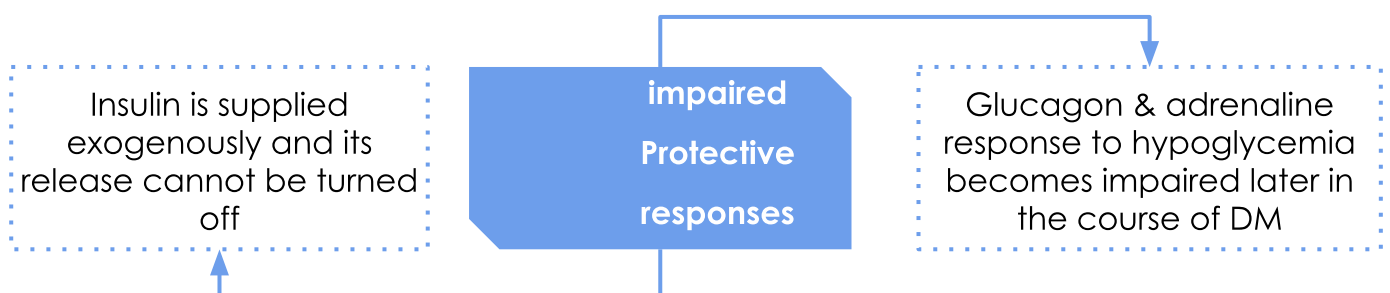 Insulin is supplied
exogenously and its
release cannot be turned
off
impaired
Protective
responses
Glucagon & adrenaline
response to hypoglycemia
becomes impaired later in
the course of DM